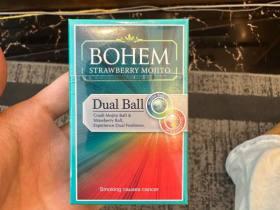 BOHEM
STRAWBERRY MOJITO
Dual Ball
Crush Mojito Ball &
Strawberry Ball,
Experience Dual Freshness
Smoking causes cancer